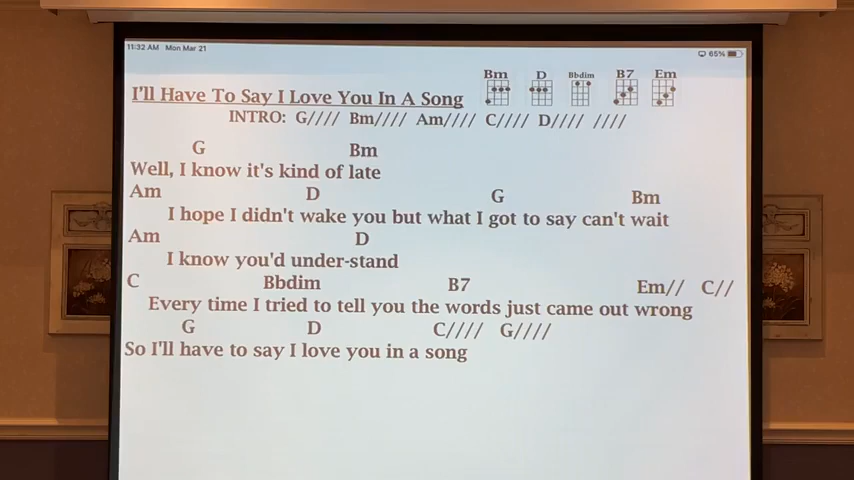 11:32 AM Mon Mar 21 65%
Bm D Bbdim B7 Em
I'll Have To Say I Love You In A Song
INTRO: G//// Bm//// Am//// C//// D//// ////
G Bm
Well, I know it's kind of late
Am D G Bm
I hope I didn't wake you but what I got to say can't wait
Am D
I know you'd under-stand
C Bbdim B7 Em// C//
Every time I tried to tell you the words just came out wrong
G D C//// G////
So I'll have to say I love you in a song